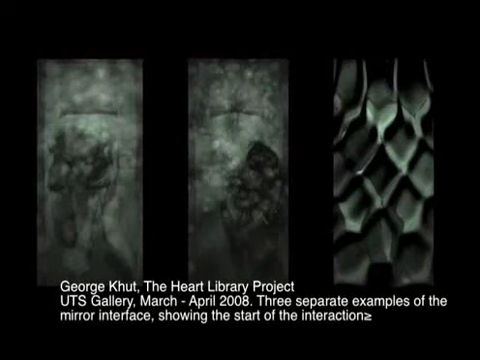 George Khut, The Heart Library Project
UTS Gallery, March - April 2008. Three separate examples of the
mirror interface, showing the start of the interaction≥